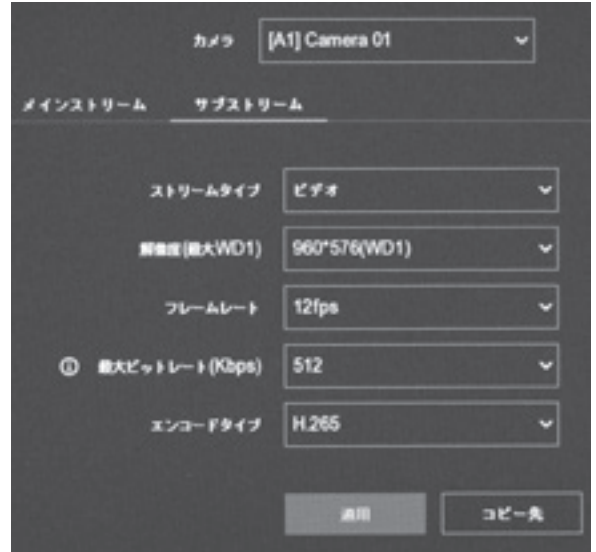 カメラ [A1] Camera 01
メインストリーム サブストリーム
ストリームタイプ ビデオ
解像度(最大WD1) 960*576(WD1)
フレームレート 12fps
最大ビットレート(Kbps) 512
エンコードタイプ H.265
適用 コピー先